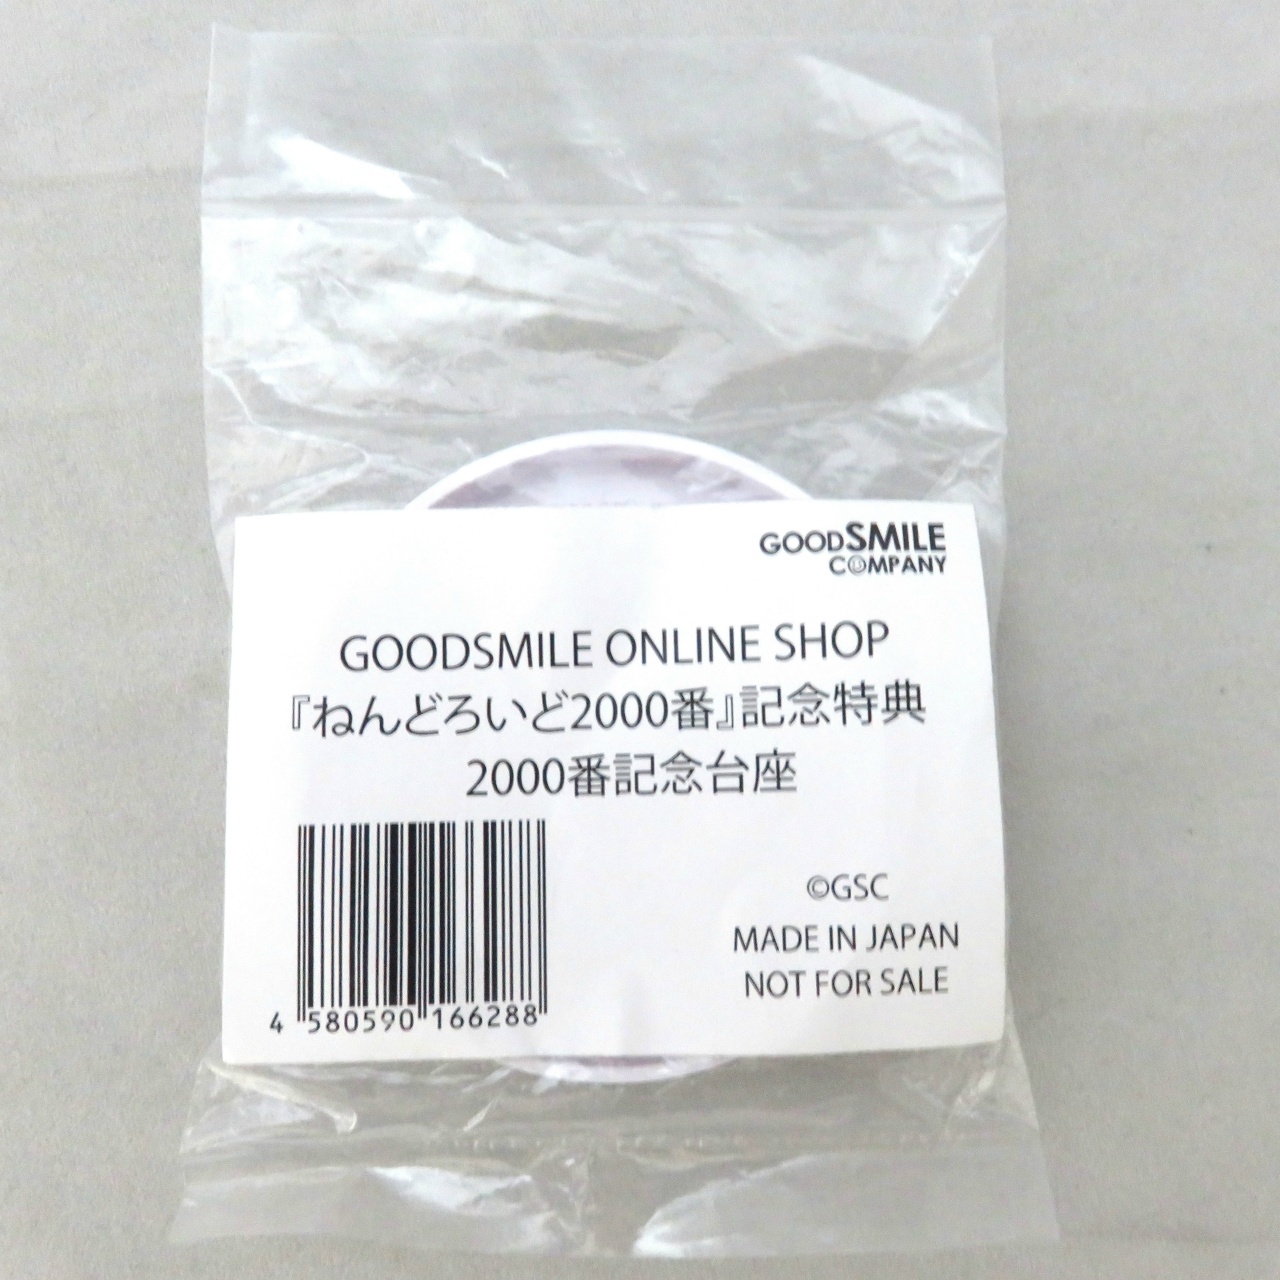 GOODSMILE
COMPANY
GOODSMILE ONLINE SHOP
『ねんどろいど2000番』記念特典
2000番記念台座
©GSC
MADE IN JAPAN
NOT FOR SALE
4 580590 166288